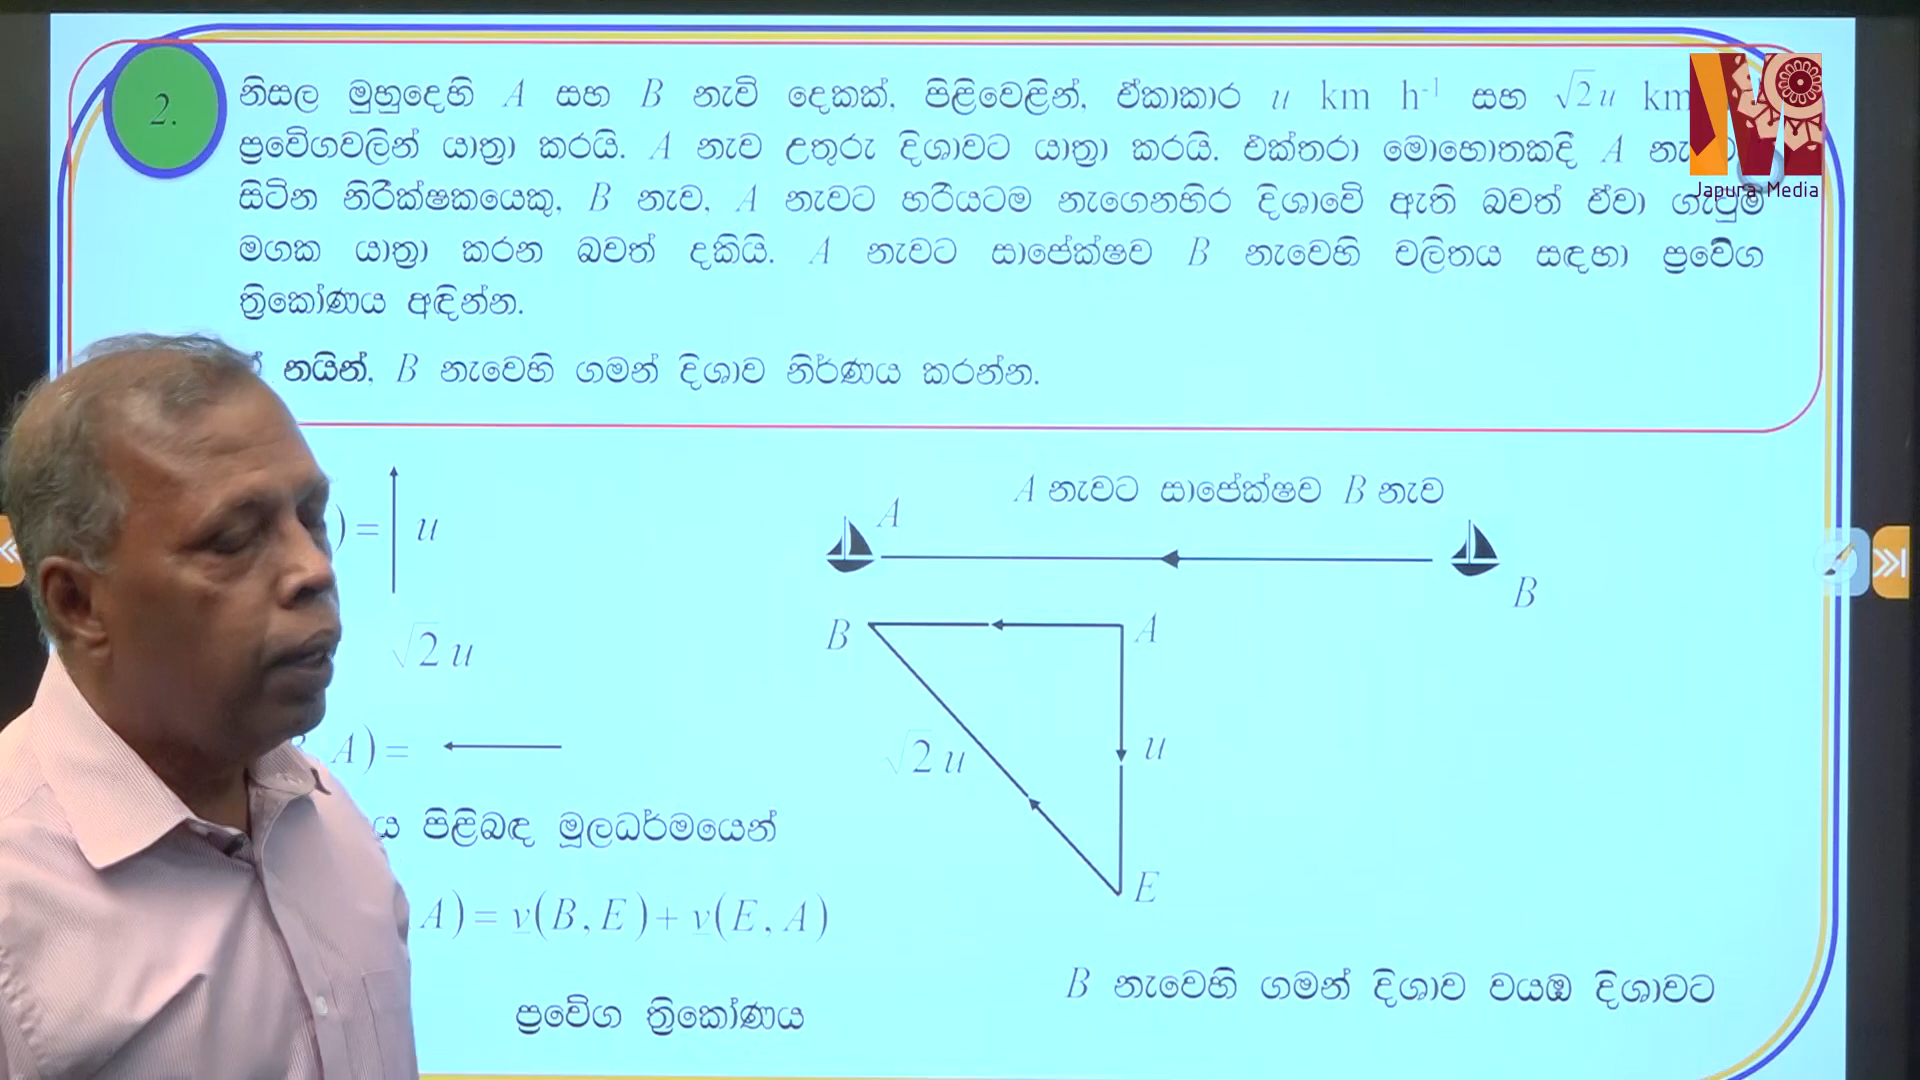 2.
නිසල මුහුදෙහි A සහ B නැව් දෙකක්, පිළිවෙළින්, ඒකාකාර u km h-1 සහ √2u km
ප්‍රවේගවලින් යාත්‍රා කරයි. A නැව උතුරු දිශාවට යාත්‍රා කරයි. එක්තරා මොහොතකදී A
සිටින නිරීක්ෂකයෙකු, B නැව, A නැවට හරියටම නැගෙනහිර දිශාවේ ඇති බවත් ඒවා ගැටුම්
මගක යාත්‍රා කරන බවත් දකියි. A නැවට සාපේක්ෂව B නැවෙහි චලිතය සඳහා ප්‍රවේග
ත්‍රිකෝණය අඳින්න.
නයින්, B නැවෙහි ගමන් දිශාව නිර්ණය කරන්න.
Japura Media
A නැවට සාපේක්ෂව B නැව
A
) = u
B
B A
√2 u
A ) =
√2 u u
ය පිළිබඳ මූලධර්මයෙන්
E
A ) = v(B, E) + v(E, A)
B නැවෙහි ගමන් දිශාව වයඹ දිශාවට
ප්‍රවේග ත්‍රිකෝණය